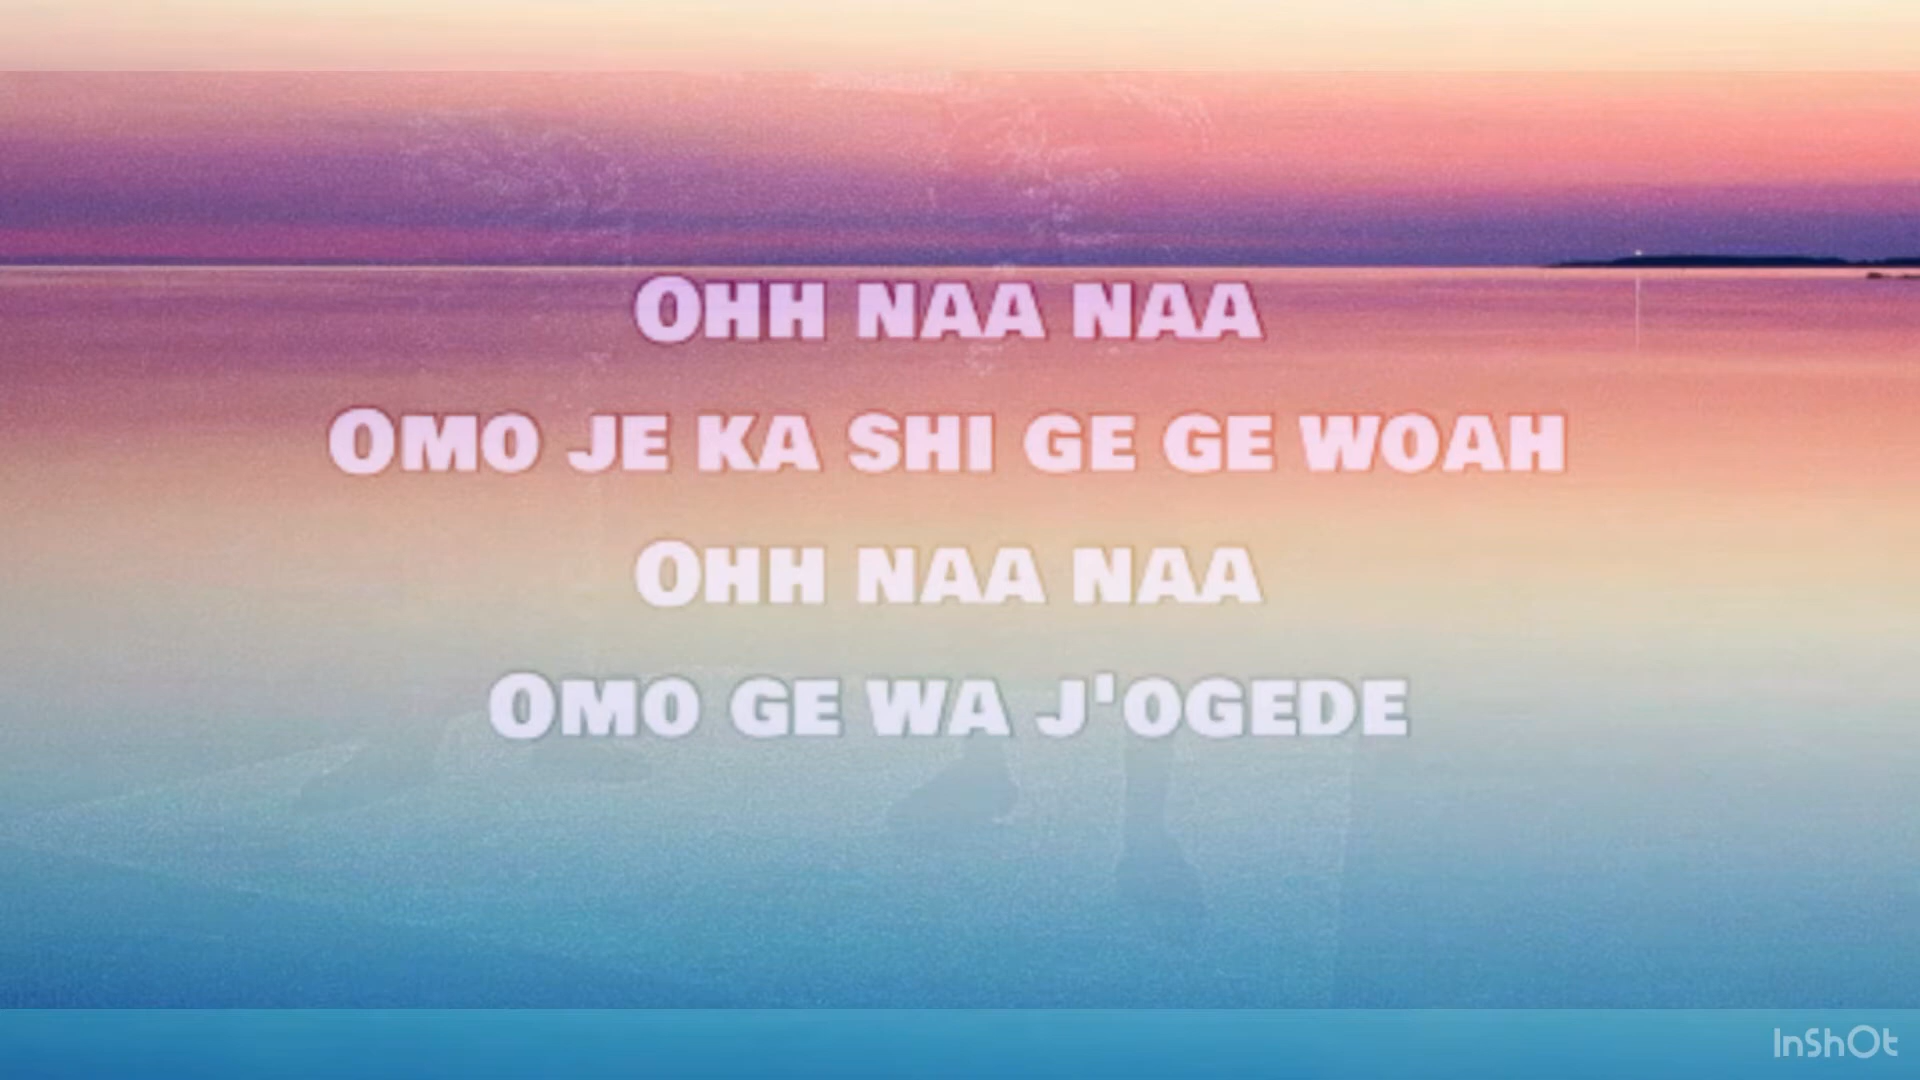 Ohh naa naa
Omo je ka shi ge ge woah
Ohh naa naa
Omo ge wa j'ogede
InShOt